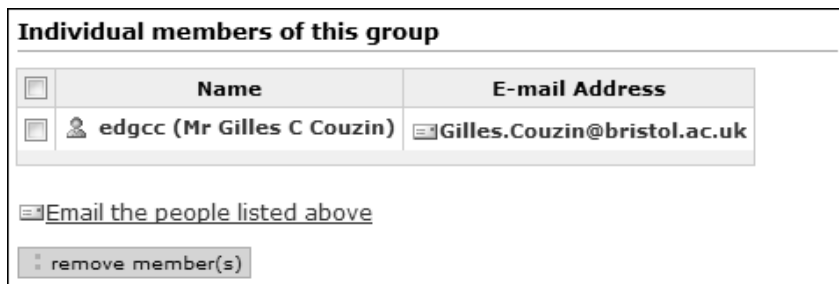 Individual members of this group
Name E-mail Address
edgcc (Mr Gilles C Couzin) Gilles.Couzin@bristol.ac.uk
Email the people listed above
remove member(s)